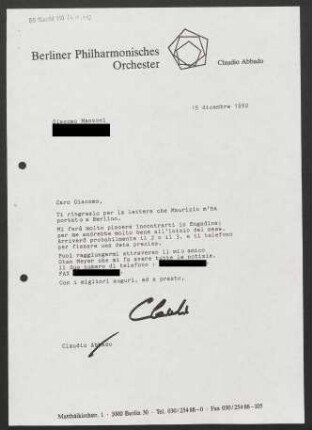 Berliner Philharmonisches
Orchester
Claudio Abbado
15 dicembre 1992
Giacomo Manzoni
Caro Giacomo,
Ti ringrazio per la lettera che Maurizio m'ha
portato a Berlino.
Mi farà molto piacere incontrarti in Engadina;
per me andrebbe molto bene all'inizio del mese.
Arriverò probabilmente il 2 o il 3, e ti telefono
per fissare una data precisa.
Puoi raggiungermi attraverso il mio amico
Stan Meyer che mi fa avere tutte le notizie.
il suo numero di telefono :
FAX
Con i migliori auguri, ed a presto,
Claudio
Claudio Abbado
Matthäikirchstr. 1 · 1000 Berlin 30 · Tel. 030/254 88-0 · Fax 030/254 88-105